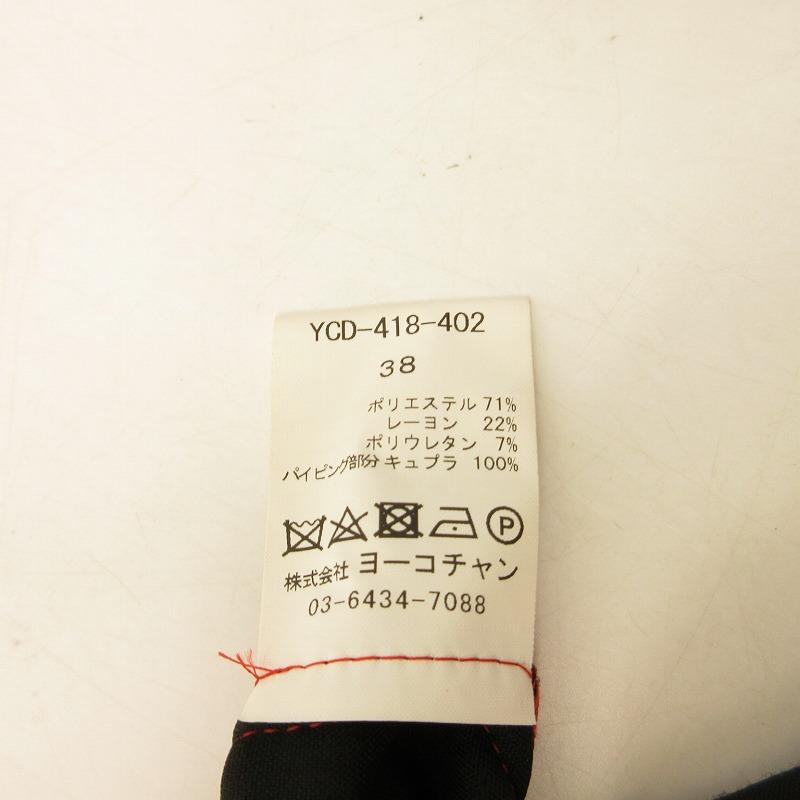 YCD-418-402
38
ポリエステル 71%
レーヨン 22%
ポリウレタン 7%
パイピング部分 キュプラ 100%
P
株式会社 ヨーコチャン
03-6434-7088